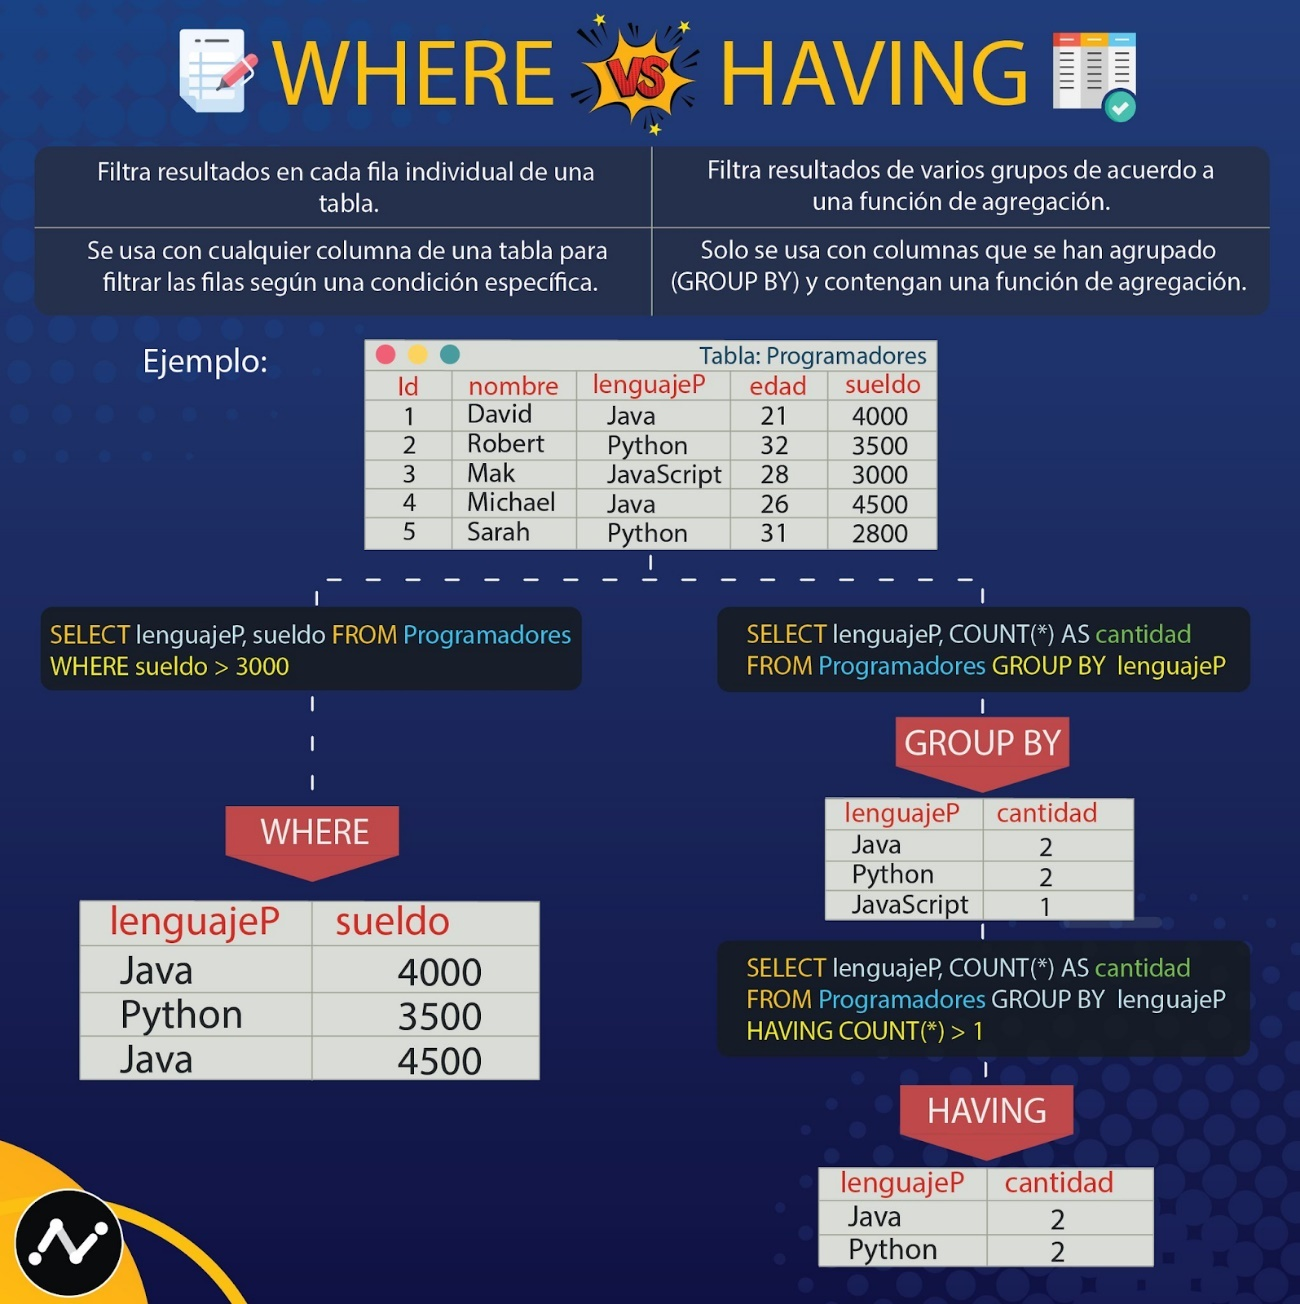 WHERE VS HAVING
Filtra resultados en cada fila individual de una
tabla.
Filtra resultados de varios grupos de acuerdo a
una función de agregación.
Se usa con cualquier columna de una tabla para
filtrar las filas según una condición específica.
Solo se usa con columnas que se han agrupado
(GROUP BY) y contengan una función de agregación.
Ejemplo:
Tabla: Programadores
Id nombre lenguajeP edad sueldo
1 David Java 21 4000
2 Robert Python 32 3500
3 Mak JavaScript 28 3000
4 Michael Java 26 4500
5 Sarah Python 31 2800
SELECT lenguajeP, sueldo FROM Programadores
WHERE sueldo > 3000
WHERE
lenguajeP sueldo
Java 4000
Python 3500
Java 4500
SELECT lenguajeP, COUNT(*) AS cantidad
FROM Programadores GROUP BY lenguajeP
GROUP BY
lenguajeP cantidad
Java 2
Python 2
JavaScript 1
SELECT lenguajeP, COUNT(*) AS cantidad
FROM Programadores GROUP BY lenguajeP
HAVING COUNT(*) > 1
HAVING
lenguajeP cantidad
Java 2
Python 2